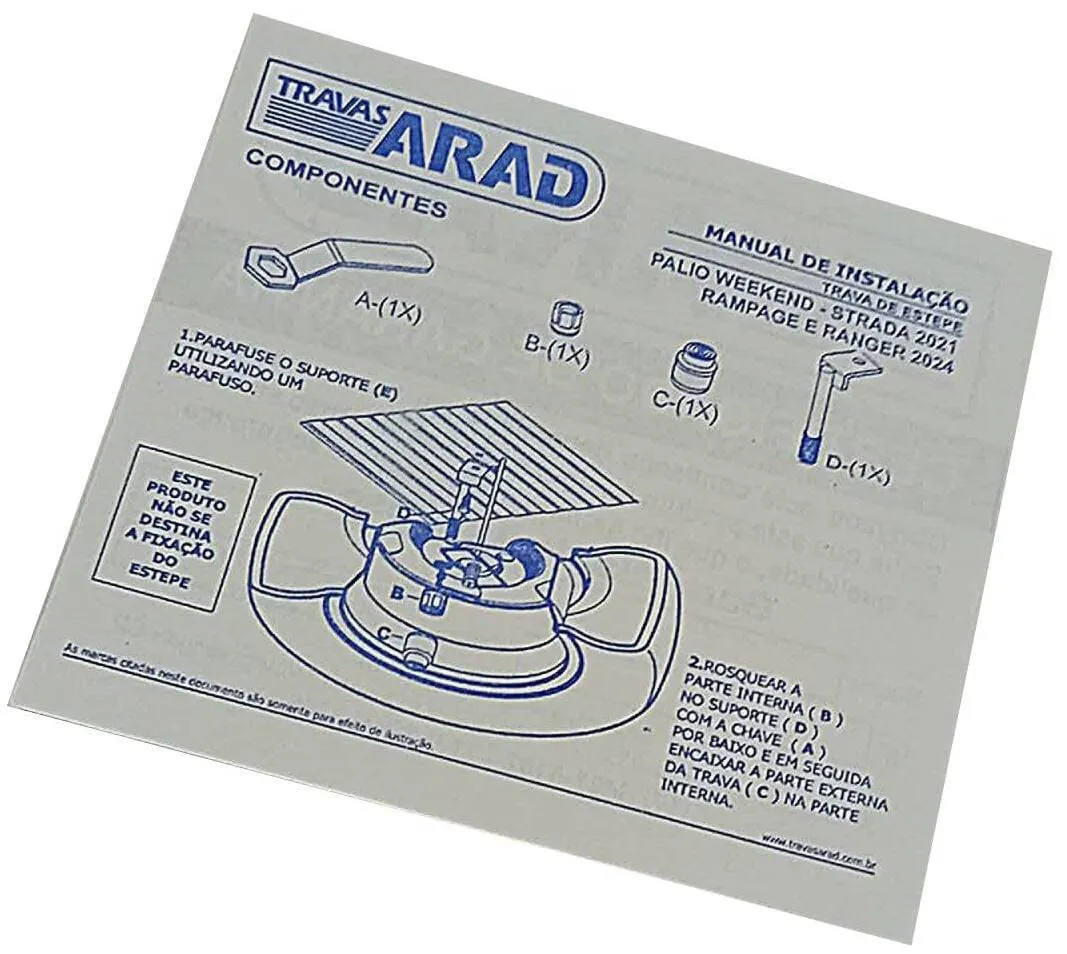 TRAVAS
ARAD
COMPONENTES
MANUAL DE INSTALAÇÃO
TRAVA DE ESTEPE
PALIO WEEKEND - STRADA 2021
RAMPAGE E RANGER 2024
A-(1X)
B-(1X)
C-(1X)
D-(1X)
1.PARAFUSE O SUPORTE (E)
UTILIZANDO UM
PARAFUSO.
ESTE
PRODUTO
NÃO SE
DESTINA
A FIXAÇÃO
DO
ESTEPE
D
B
C
2.ROSQUEAR A
PARTE INTERNA ( B )
NO SUPORTE ( D )
COM A CHAVE ( A )
POR BAIXO E EM SEGUIDA
ENCAIXAR A PARTE EXTERNA
DA TRAVA ( C ) NA PARTE
INTERNA.
As marcas citadas neste documento são somente para efeito de ilustração.
www.travasarad.com.br